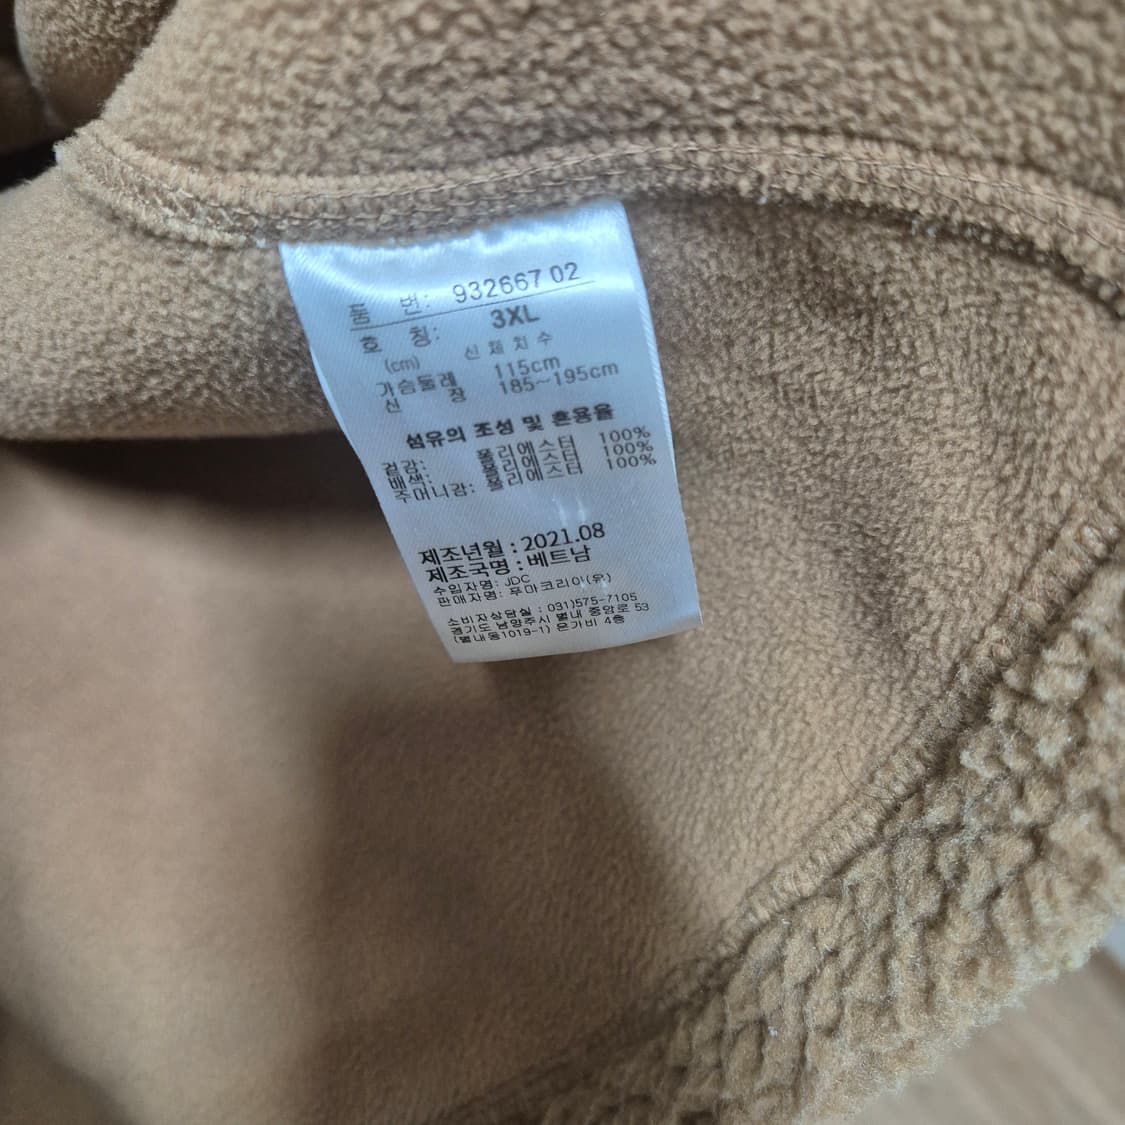 품 번: 932667 02
호 칭: 3XL
(cm) 신체치수
가슴둘레 115cm
신 장 185~195cm
섬유의 조성 및 혼용율
겉감: 폴리에스터 100%
배색: 폴리에스터 100%
주머니감: 폴리에스터 100%
제조년월 : 2021.08
제조국명 : 베트남
수입자명: JDC
판매자명: 푸마코리아(유)
소비자상담실 : 031)575-7105
경기도 남양주시 별내 중앙로 53
(별내동1019-1) 은가비 4층